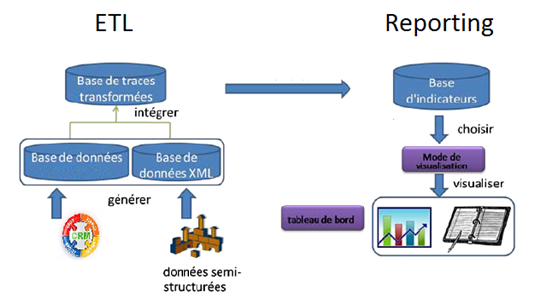 ETL
Reporting
Base de traces
transformées
Base
d'indicateurs
intégrer
choisir
Base de données
Base de
données XML
Mode de
visualisation
générer
visualiser
CRM
tableau de bord
données semi-
structurées